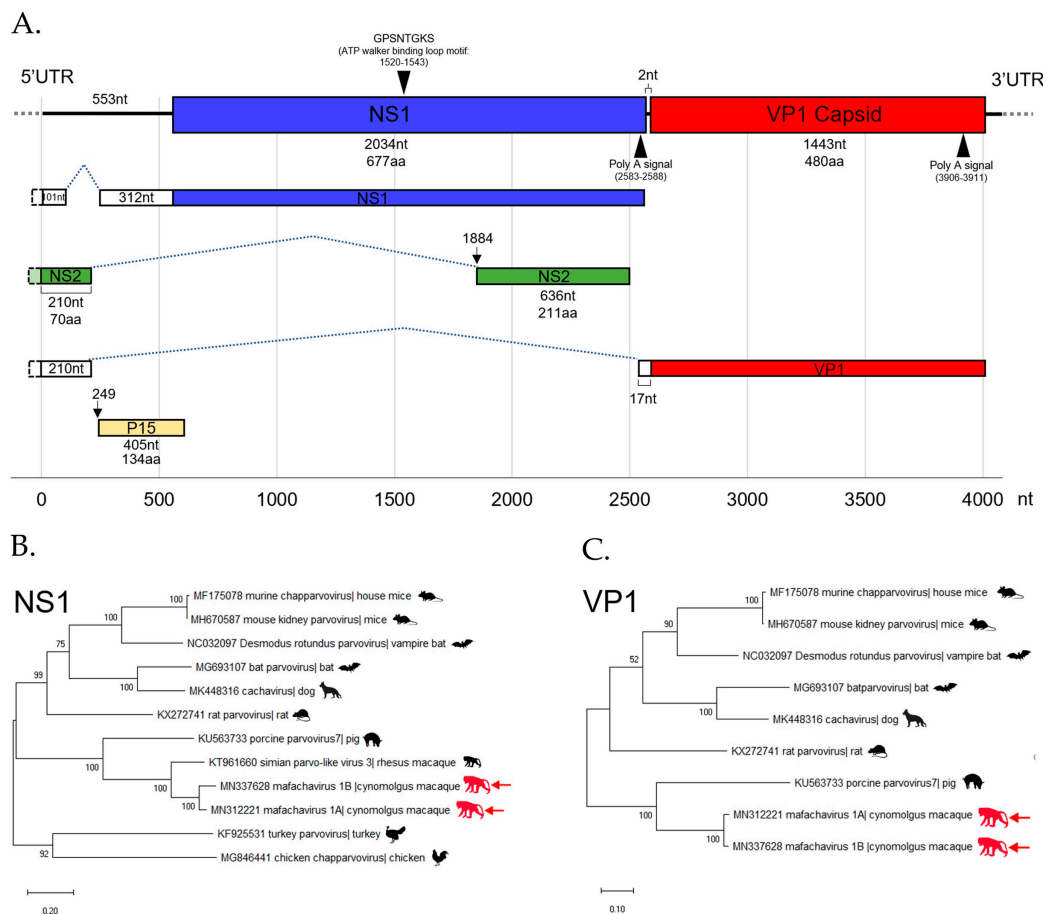 A.
GPSNTGKS
(ATP walker binding loop motif:
1520-1543)
5'UTR
553nt
2nt
3'UTR
NS1
VP1 Capsid
2034nt
677aa
1443nt
480aa
Poly A signal
(2583-2588)
Poly A signal
(3906-3911)
101nt
312nt
NS1
1884
NS2
NS2
210nt
70aa
636nt
211aa
210nt
VP1
17nt
249
P15
405nt
134aa
0 500 1000 1500 2000 2500 3000 3500 4000 nt
B.
NS1
MF175078 murine chapparvovirus| house mice
100
MH670587 mouse kidney parvovirus| mice
100
75
NC032097 Desmodus rotundus parvovirus| vampire bat
MG693107 bat parvovirus| bat
99
100
MK448316 cachavirus| dog
KX272741 rat parvovirus| rat
KU563733 porcine parvovirus7| pig
100
KT961660 simian parvo-like virus 3| rhesus macaque
100
MN337628 mafachavirus 1B |cynomolgus macaque
100
MN312221 mafachavirus 1A| cynomolgus macaque
KF925531 turkey parvovirus| turkey
92
MG846441 chicken chapparvovirus| chicken
0.20
C.
VP1
MF175078 murine chapparvovirus| house mice
100
MH670587 mouse kidney parvovirus| mice
90
NC032097 Desmodus rotundus parvovirus| vampire bat
52
MG693107 batparvovirus| bat
100
MK448316 cachavirus| dog
KX272741 rat parvovirus| rat
KU563733 porcine parvovirus7| pig
100
MN312221 mafachavirus 1A| cynomolgus macaque
100
MN337628 mafachavirus 1B |cynomolgus macaque
0.10